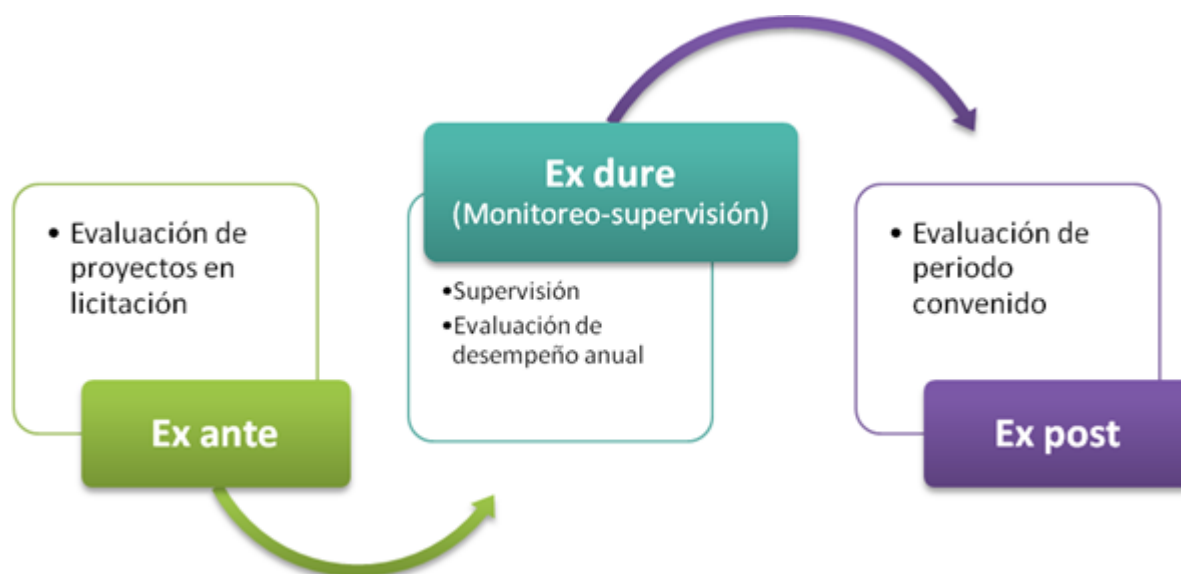 • Evaluación de
proyectos en
licitación
Ex ante
Ex dure
(Monitoreo-supervisión)
•Supervisión
•Evaluación de
desempeño anual
• Evaluación de
periodo
convenido
Ex post